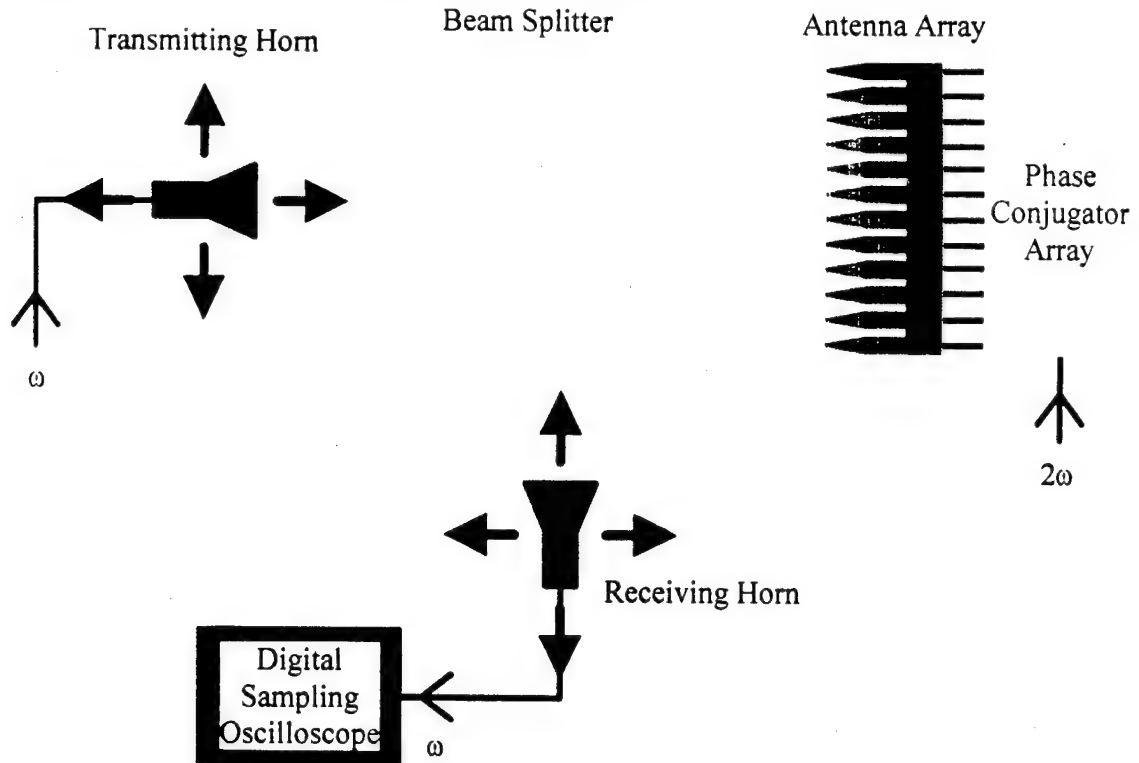 Beam Splitter
Transmitting Horn
Antenna Array
Phase
Conjugator
Array
ω
2ω
Receiving Horn
Digital
Sampling
Oscilloscope
ω